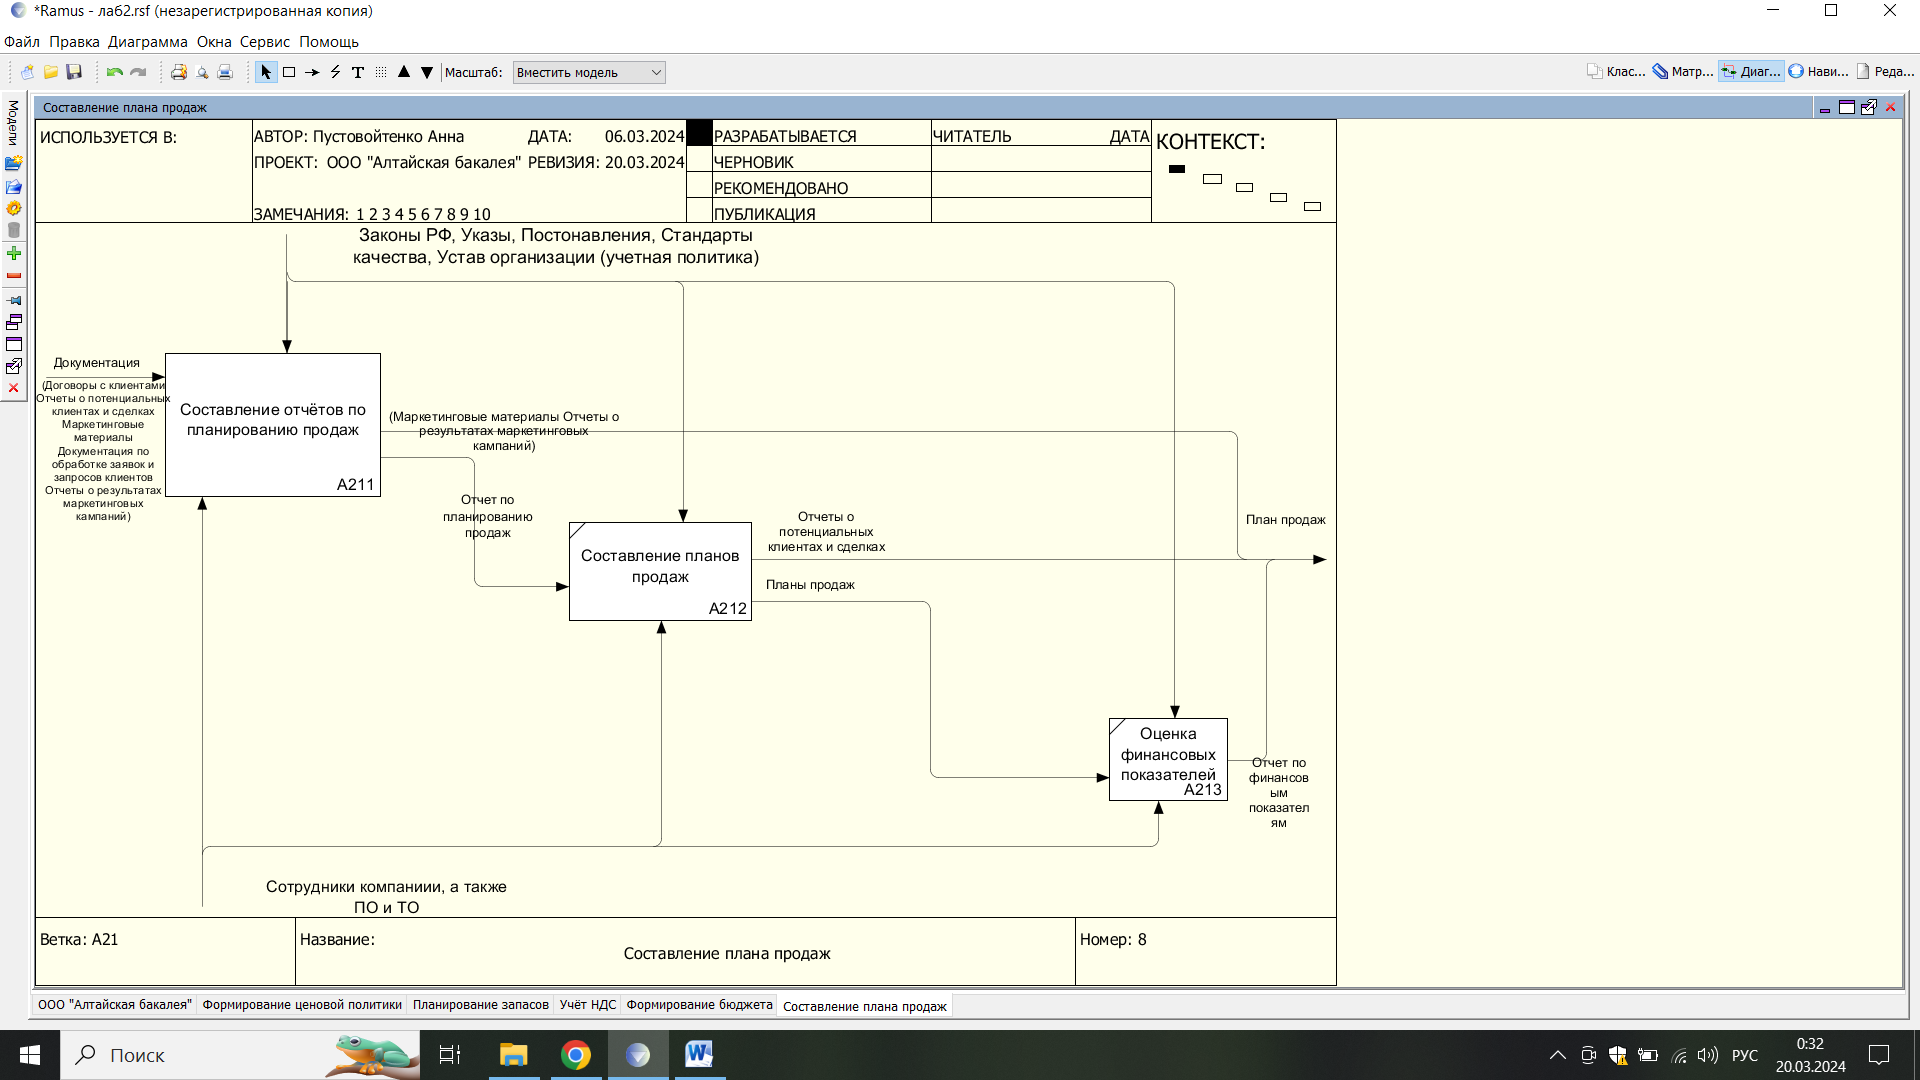 *Ramus - лаб2.rsf (незарегистрированная копия)
Файл Правка Диаграмма Окна Сервис Помощь
Масштаб: Вместить модель
Клас... Матр... Диаг... Нави... Реда...
Модели
Составление плана продаж
ИСПОЛЬЗУЕТСЯ В:
АВТОР: Пустовойтенко Анна ДАТА: 06.03.2024
ПРОЕКТ: ООО "Алтайская бакалея" РЕВИЗИЯ: 20.03.2024
ЗАМЕЧАНИЯ: 1 2 3 4 5 6 7 8 9 10
РАЗРАБАТЫВАЕТСЯ
ЧЕРНОВИК
РЕКОМЕНДОВАНО
ПУБЛИКАЦИЯ
ЧИТАТЕЛЬ ДАТА
КОНТЕКСТ:
Законы РФ, Указы, Постонавления, Стандарты
качества, Устав организации (учетная политика)
Документация
(Договоры с клиентами
Отчеты о потенциальных
клиентах и сделках
Маркетинговые
материалы
Документация по
обработке заявок и
запросов клиентов
Отчеты о результатах
маркетинговых
кампаний)
Составление отчётов по
планированию продаж
A211
(Маркетинговые материалы Отчеты о
результатах маркетинговых
кампаний)
Отчет по
планированию
продаж
Составление планов
продаж
A212
Отчеты о
потенциальных
клиентах и сделках
Планы продаж
План продаж
Оценка
финансовых
показателей
A213
Отчет по
финансов
ым
показател
ям
Сотрудники компаниии, а также
ПО и ТО
Ветка: A21
Название:
Составление плана продаж
Номер: 8
ООО "Алтайская бакалея" Формирование ценовой политики Планирование запасов Учёт НДС Формирование бюджета Составление плана продаж
Поиск
РУС
0:32
20.03.2024